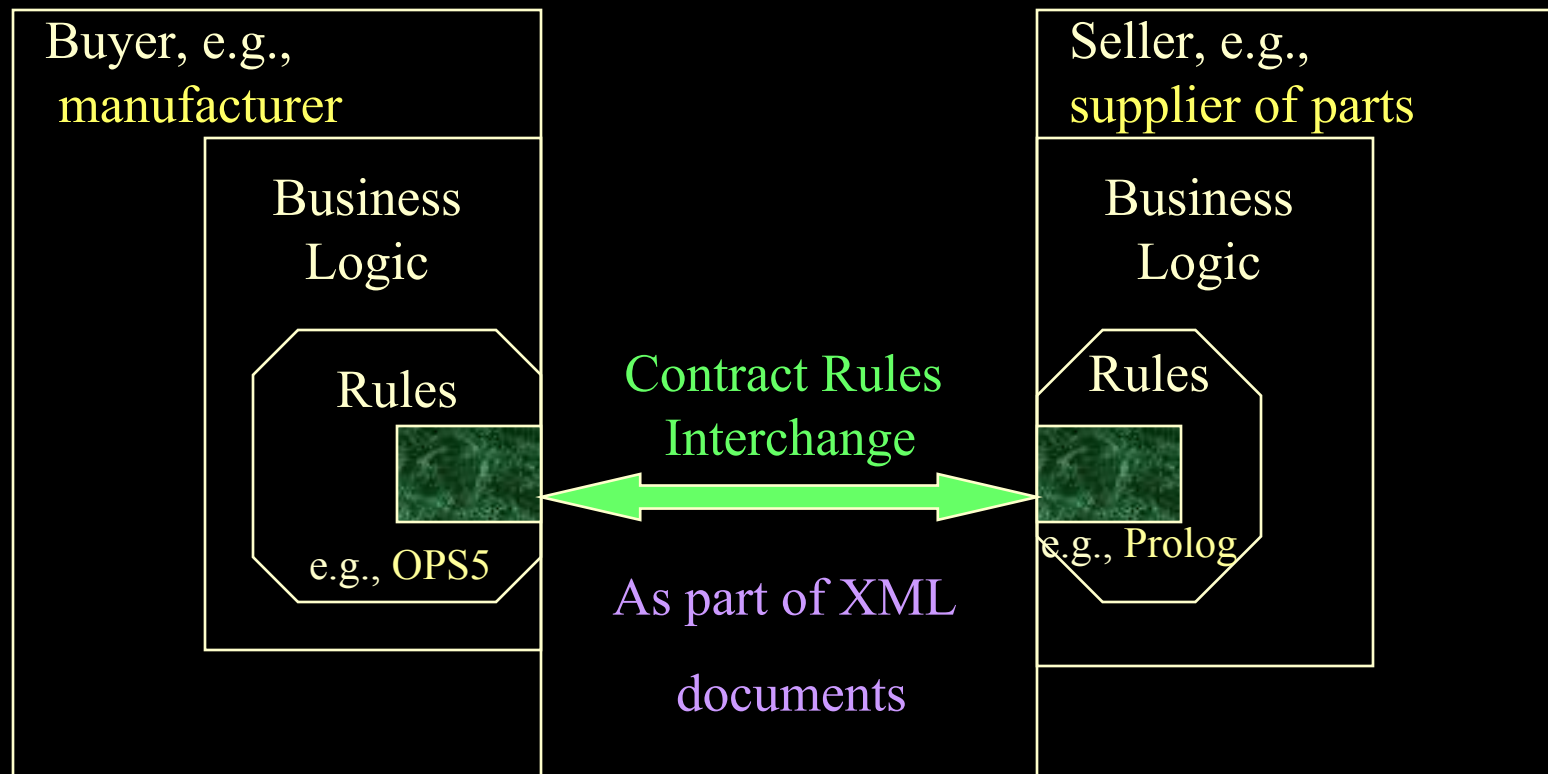 Buyer, e.g.,
manufacturer
Business
Logic
Rules
e.g., OPS5
Contract Rules
Interchange
As part of XML
documents
Seller, e.g.,
supplier of parts
Business
Logic
Rules
e.g., Prolog